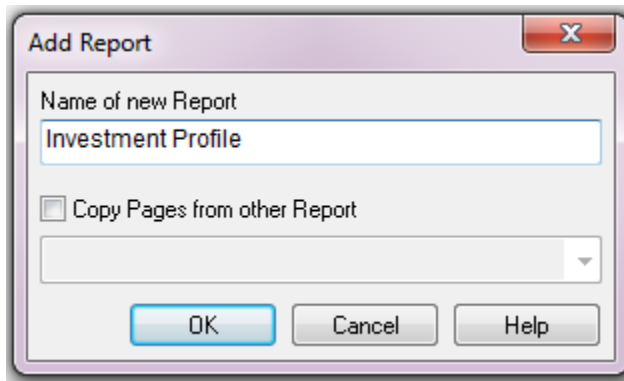 Add Report
Name of new Report
Investment Profile
Copy Pages from other Report
OK Cancel Help